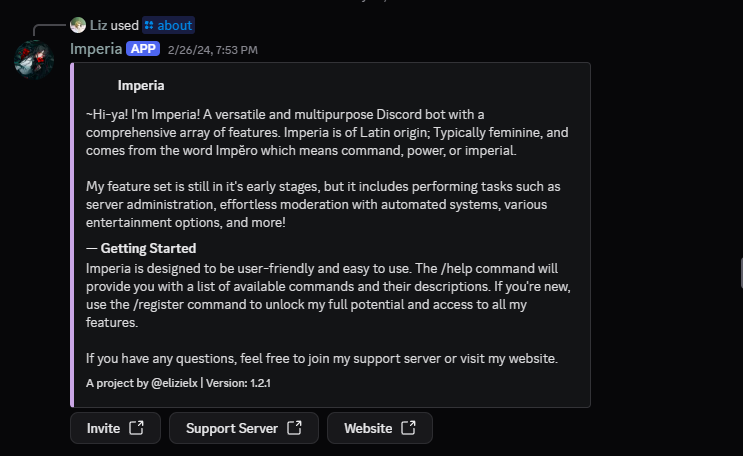 Liz used about
Imperia APP 2/26/24, 7:53 PM
Imperia
~Hi-ya! I'm Imperia! A versatile and multipurpose Discord bot with a
comprehensive array of features. Imperia is of Latin origin; Typically feminine, and
comes from the word Impĕro which means command, power, or imperial.
My feature set is still in it's early stages, but it includes performing tasks such as
server administration, effortless moderation with automated systems, various
entertainment options, and more!
— Getting Started
Imperia is designed to be user-friendly and easy to use. The /help command will
provide you with a list of available commands and their descriptions. If you're new,
use the /register command to unlock my full potential and access to all my
features.
If you have any questions, feel free to join my support server or visit my website.
A project by @elizielx | Version: 1.2.1
Invite Support Server Website